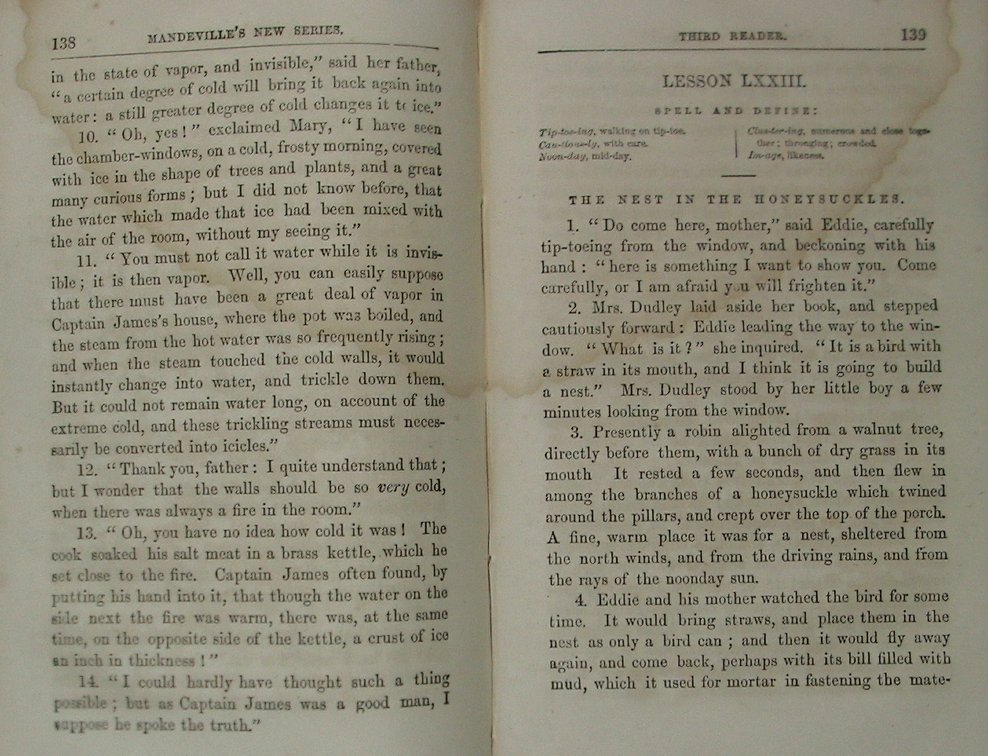 138 MANDEVILLE'S NEW SERIES.
in the state of vapor, and invisible," said her father,
"a certain degree of cold will bring it back again into
water: a still greater degree of cold changes it to ice."
10. "Oh, yes!" exclaimed Mary, "I have seen
the chamber-windows, on a cold, frosty morning, covered
with ice in the shape of trees and plants, and a great
many curious forms; but I did not know before, that
the water which made that ice had been mixed with
the air of the room, without my seeing it."
11. "You must not call it water while it is invis-
ible; it is then vapor. Well, you can easily suppose
that there must have been a great deal of vapor in
Captain James's house, where the pot was boiled, and
the steam from the hot water was so frequently rising;
and when the steam touched the cold walls, it would
instantly change into water, and trickle down them.
But it could not remain water long, on account of the
extreme cold, and these trickling streams must neces-
sarily be converted into icicles."
12. "Thank you, father: I quite understand that;
but I wonder that the walls should be so very cold,
when there was always a fire in the room."
13. "Oh, you have no idea how cold it was! The
cook soaked his salt meat in a brass kettle, which he
set close to the fire. Captain James often found, by
putting his hand into it, that though the water on the
side next the fire was warm, there was, at the same
time, on the opposite side of the kettle, a crust of ice
an inch in thickness!"
14. "I could hardly have thought such a thing
possible; but as Captain James was a good man, I
suppose he spoke the truth."
THIRD READER. 139
LESSON LXXIII.
SPELL AND DEFINE:
Tip-toe-ing, walking on tip-toe.
Cau-tious-ly, with care.
Noon-day, mid-day.
Clus-ter-ing, numerous and close toge-
ther; thronging; crowded.
Im-age, likeness.
THE NEST IN THE HONEYSUCKLES.
1. "Do come here, mother," said Eddie, carefully
tip-toeing from the window, and beckoning with his
hand: "here is something I want to show you. Come
carefully, or I am afraid you will frighten it."
2. Mrs. Dudley laid aside her book, and stepped
cautiously forward: Eddie leading the way to the win-
dow. "What is it?" she inquired. "It is a bird with
a straw in its mouth, and I think it is going to build
a nest." Mrs. Dudley stood by her little boy a few
minutes looking from the window.
3. Presently a robin alighted from a walnut tree,
directly before them, with a bunch of dry grass in its
mouth It rested a few seconds, and then flew in
among the branches of a honeysuckle which twined
around the pillars, and crept over the top of the porch.
A fine, warm place it was for a nest, sheltered from
the north winds, and from the driving rains, and from
the rays of the noonday sun.
4. Eddie and his mother watched the bird for some
time. It would bring straws, and place them in the
nest as only a bird can; and then it would fly away
again, and come back, perhaps with its bill filled with
mud, which it used for mortar in fastening the mate-